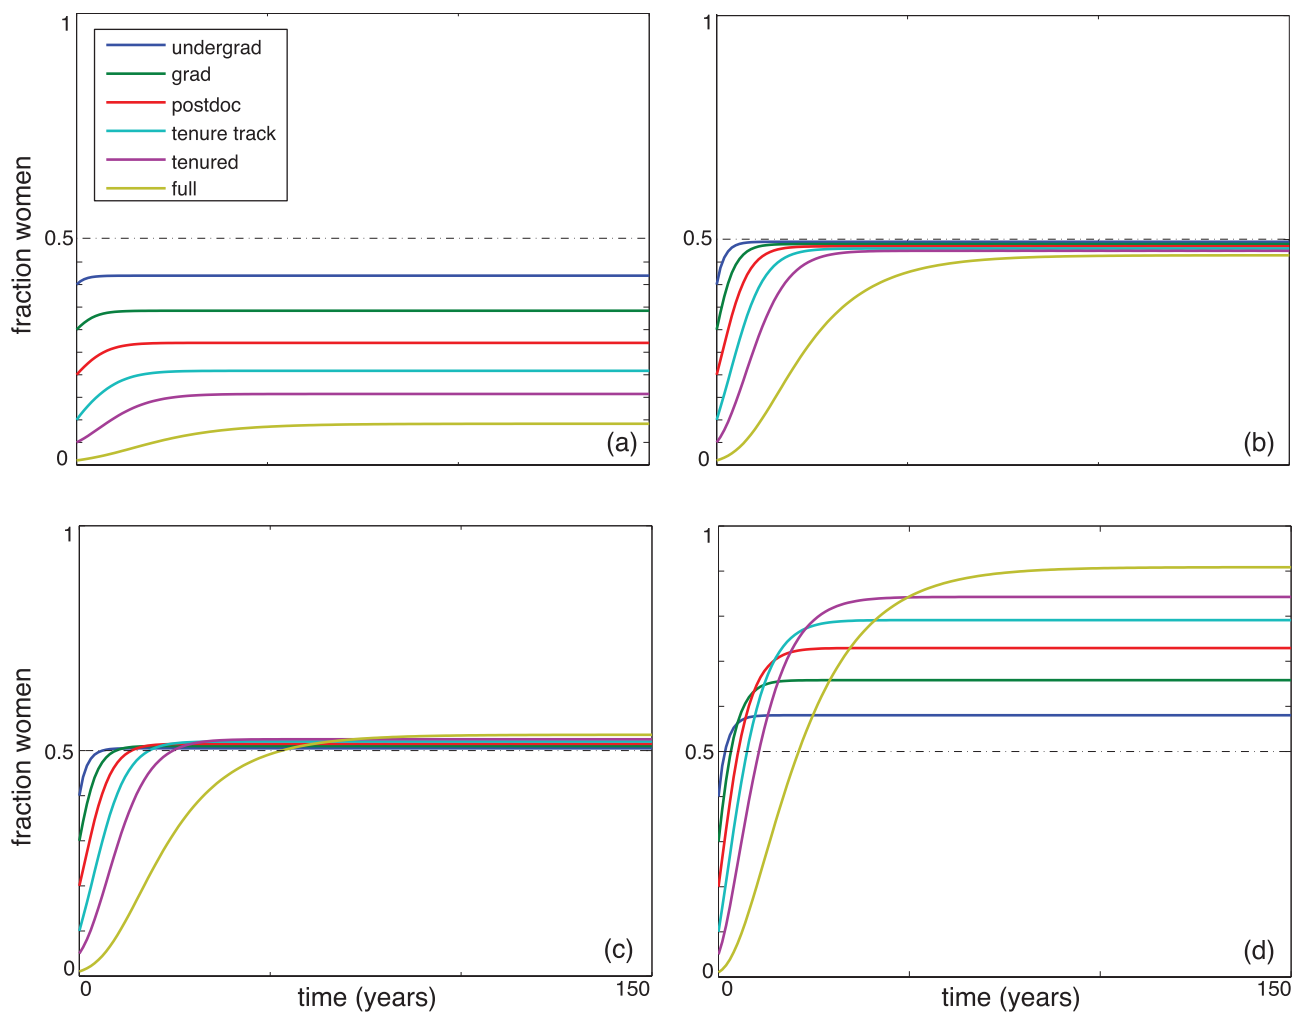 1
undergrad
grad
postdoc
tenure track
tenured
full
fraction women
0.5
0
(a)
1
0.5
0
(b)
1
fraction women
0.5
0
(c)
0
150
time (years)
1
0.5
0
(d)
0
150
time (years)